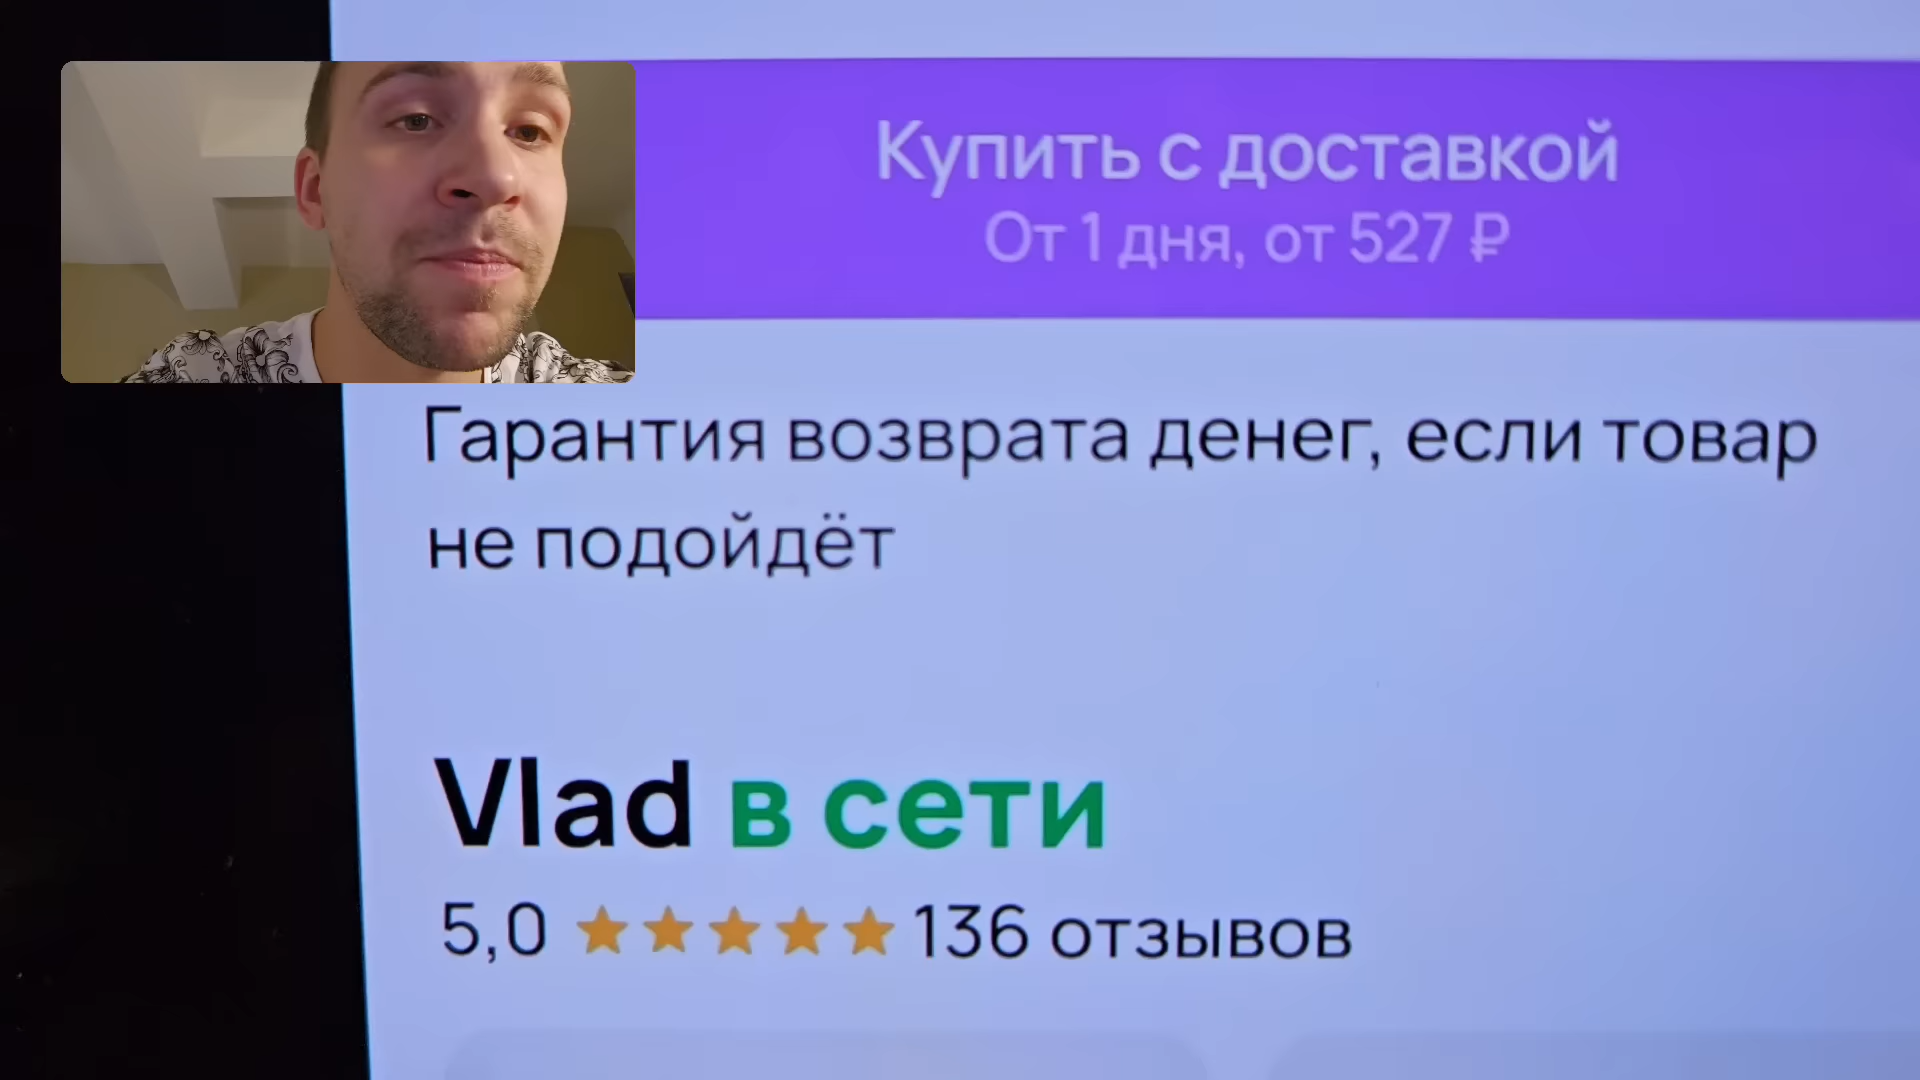 Купить с доставкой
От 1 дня, от 527 ₽
Гарантия возврата денег, если товар
не подойдёт
Vlad в сети
5,0 ★★★★★ 136 отзывов